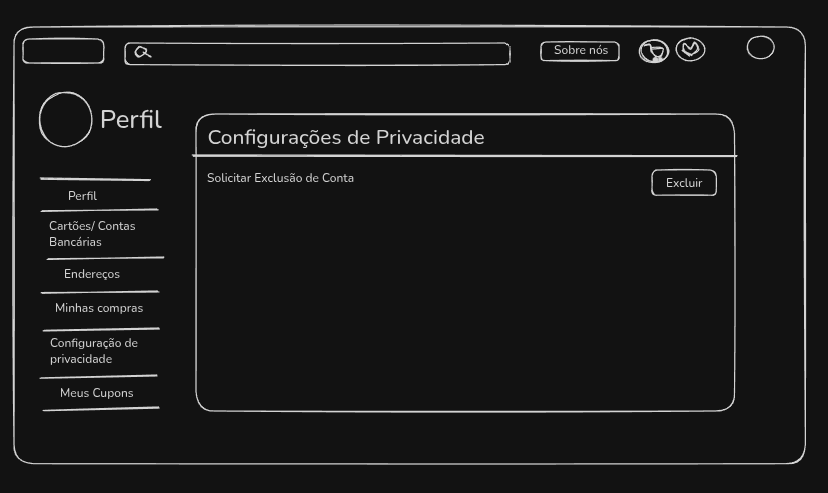 Sobre nós
Perfil
Configurações de Privacidade
Solicitar Exclusão de Conta
Excluir
Perfil
Cartões/ Contas
Bancárias
Endereços
Minhas compras
Configuração de
privacidade
Meus Cupons